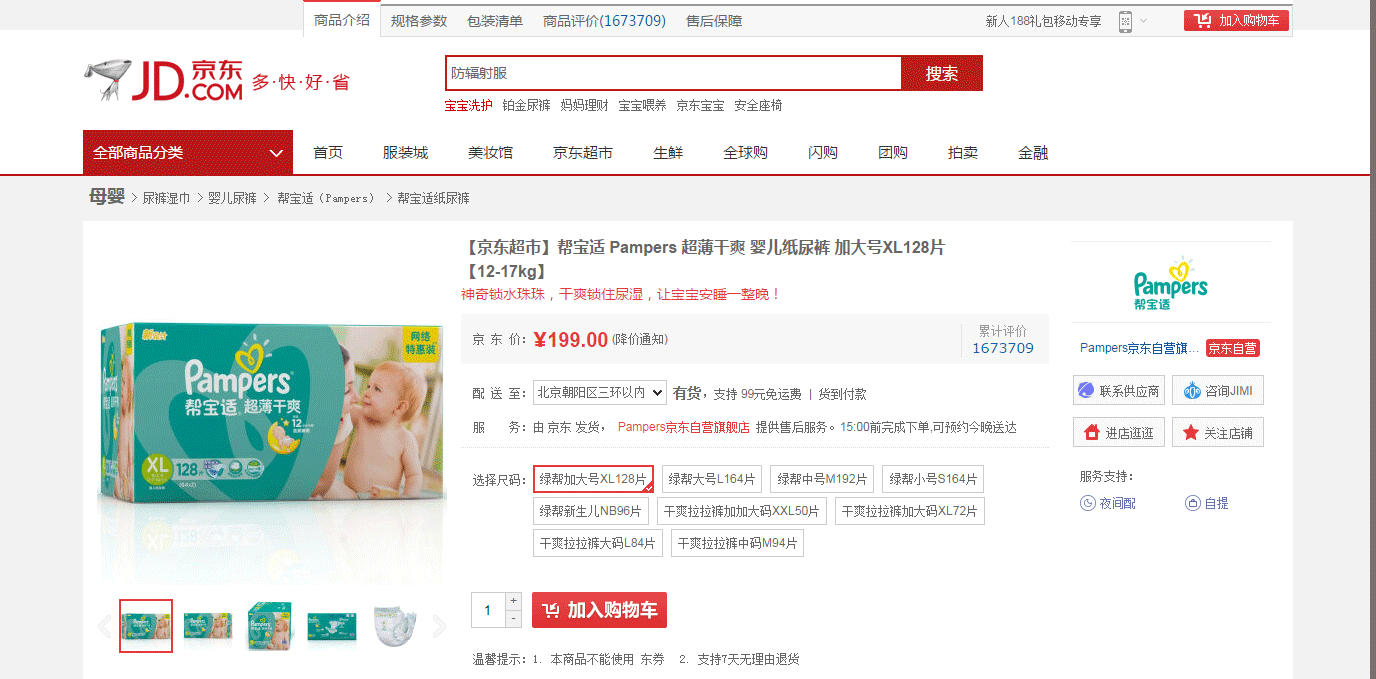 商品介绍 规格参数 包装清单 商品评价(1673709) 售后保障 新人188礼包移动专享 加入购物车
JD.COM 京东 多·快·好·省
防辐射服 搜索
宝宝洗护 铂金尿裤 妈妈理财 宝宝喂养 京东宝宝 安全座椅
全部商品分类 首页 服装城 美妆馆 京东超市 生鲜 全球购 闪购 团购 拍卖 金融
母婴 > 尿裤湿巾 > 婴儿尿裤 > 帮宝适（Pampers） > 帮宝适纸尿裤
【京东超市】帮宝适 Pampers 超薄干爽 婴儿纸尿裤 加大号XL128片
【12-17kg】
神奇锁水珠珠，干爽锁住尿湿，让宝宝安睡一整晚！
京 东 价： ¥199.00 (降价通知)
累计评价
1673709
配 送 至： 北京朝阳区三环以内 有货，支持 99元免运费 | 货到付款
服 务： 由 京东 发货， Pampers京东自营旗舰店 提供售后服务。15:00前完成下单,可预约今晚送达
选择尺码： 绿帮加大号XL128片 绿帮大号L164片 绿帮中号M192片 绿帮小号S164片
绿帮新生儿NB96片 干爽拉拉裤加加大码XXL50片 干爽拉拉裤加大码XL72片
干爽拉拉裤大码L84片 干爽拉拉裤中码M94片
1 + - 加入购物车
温馨提示：1. 本商品不能使用 东券 2. 支持7天无理由退货
网络
特惠装
Pampers
帮宝适 超薄干爽
12
XL 128片
Pampers
帮宝适
Pampers京东自营旗... 京东自营
联系供应商 咨询JIMI
进店逛逛 关注店铺
服务支持：
夜间配 自提